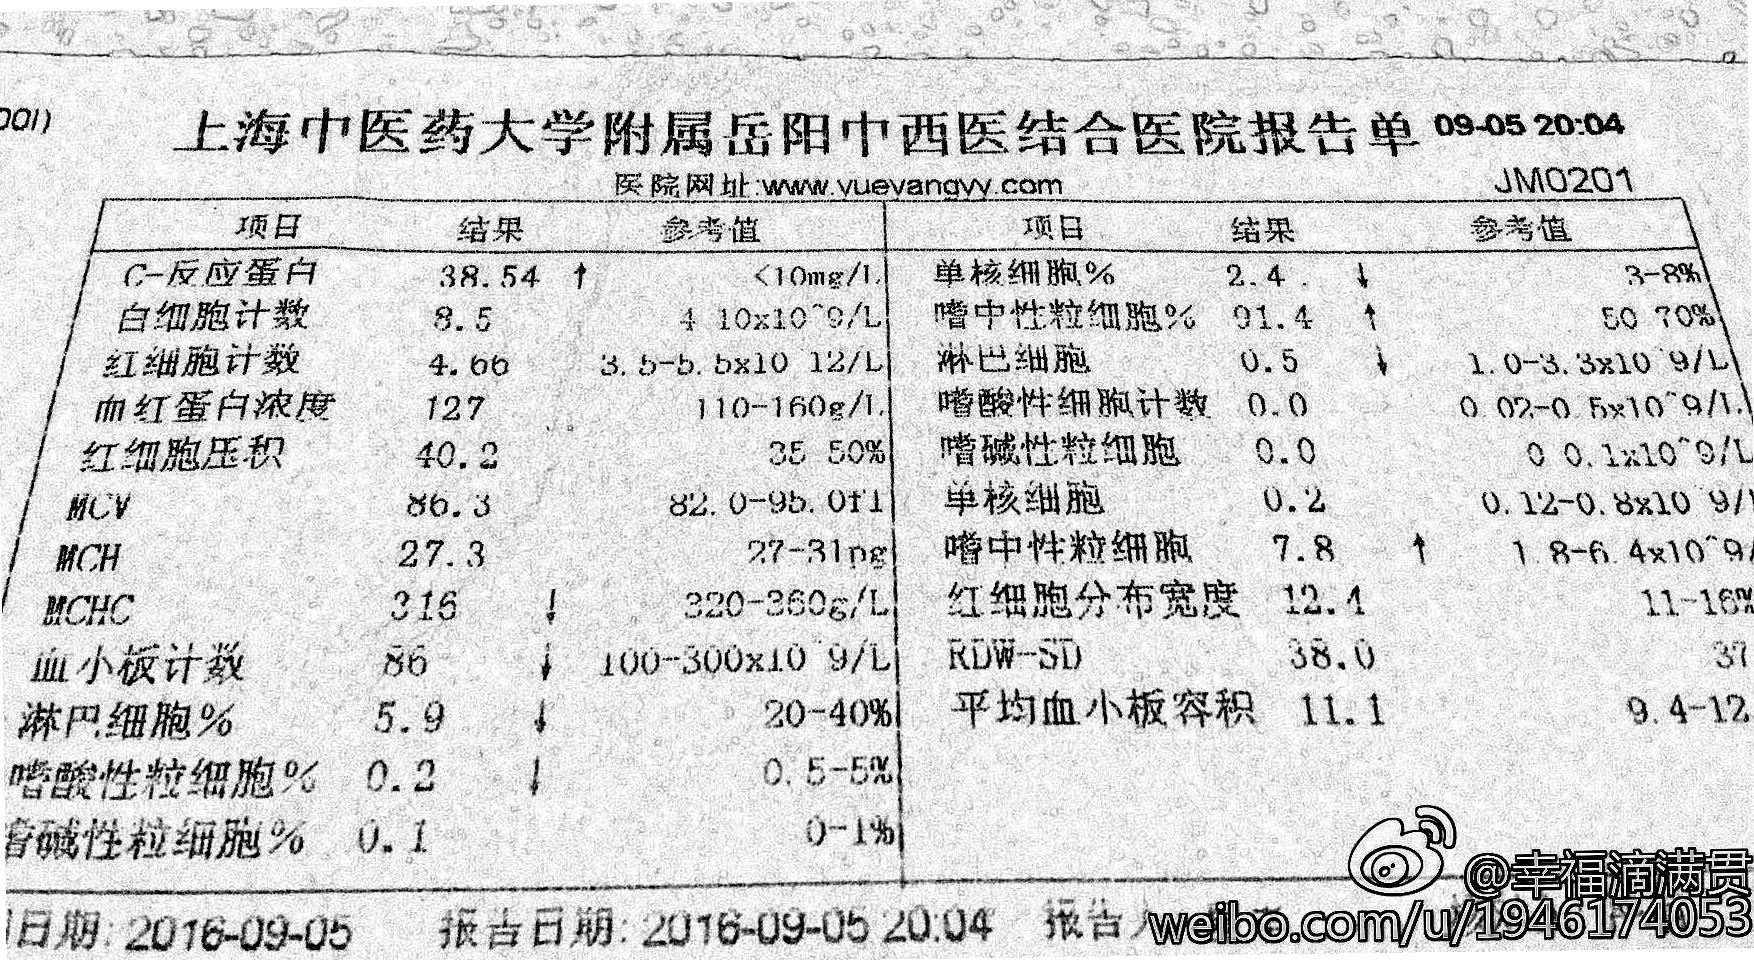 001)
上海中医药大学附属岳阳中西医结合医院报告单 09-05 20:04
医院网址:www.yueyangyy.com
JM0201
项目 结果 参考值 项目 结果 参考值
C-反应蛋白 38.54 ↑ <10mg/L 单核细胞% 2.4 ↓ 3-8%
白细胞计数 8.5 4-10x10^9/L 嗜中性粒细胞% 91.4 ↑ 50-70%
红细胞计数 4.66 3.5-5.5x10^12/L 淋巴细胞 0.5 ↓ 1.0-3.3x10^9/L
血红蛋白浓度 127 110-160g/L 嗜酸性细胞计数 0.0 0.02-0.5x10^9/L
红细胞压积 40.2 35-50% 嗜碱性粒细胞 0.0 0-0.1x10^9/L
MCV 86.3 82.0-95.0fl 单核细胞 0.2 0.12-0.8x10^9/
MCH 27.3 27-31pg 嗜中性粒细胞 7.8 ↑ 1.8-6.4x10^9/
MCHC 316 ↓ 320-360g/L 红细胞分布宽度 12.4 11-16%
血小板计数 86 ↓ 100-300x10^9/L RDW-SD 38.0 37
淋巴细胞% 5.9 ↓ 20-40% 平均血小板容积 11.1 9.4-12
嗜酸性粒细胞% 0.2 ↓ 0.5-5%
嗜碱性粒细胞% 0.1 0-1%
日期: 2016-09-05 报告日期: 2016-09-05 20:04 报告
@幸福滴满贯
weibo.com/u/1946174053